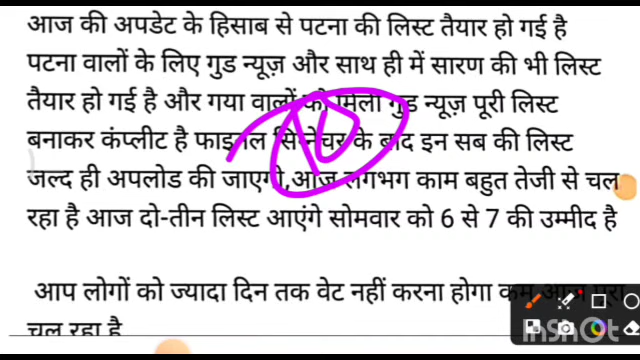 आज की अपडेट के हिसाब से पटना की लिस्ट तैयार हो गई है
पटना वालों के लिए गुड न्यूज़ और साथ ही में सारण की भी लिस्ट
तैयार हो गई है और गया वालों को मिली गुड न्यूज़ पूरी लिस्ट
बनाकर कंप्लीट है फाइनल सिग्नेचर के बाद इन सब की लिस्ट
जल्द ही अपलोड की जाएगी,आज लगभग काम बहुत तेजी से चल
रहा है आज दो-तीन लिस्ट आएंगे सोमवार को 6 से 7 की उम्मीद है
आप लोगों को ज्यादा दिन तक वेट नहीं करना होगा
चल रहा है
InShOt